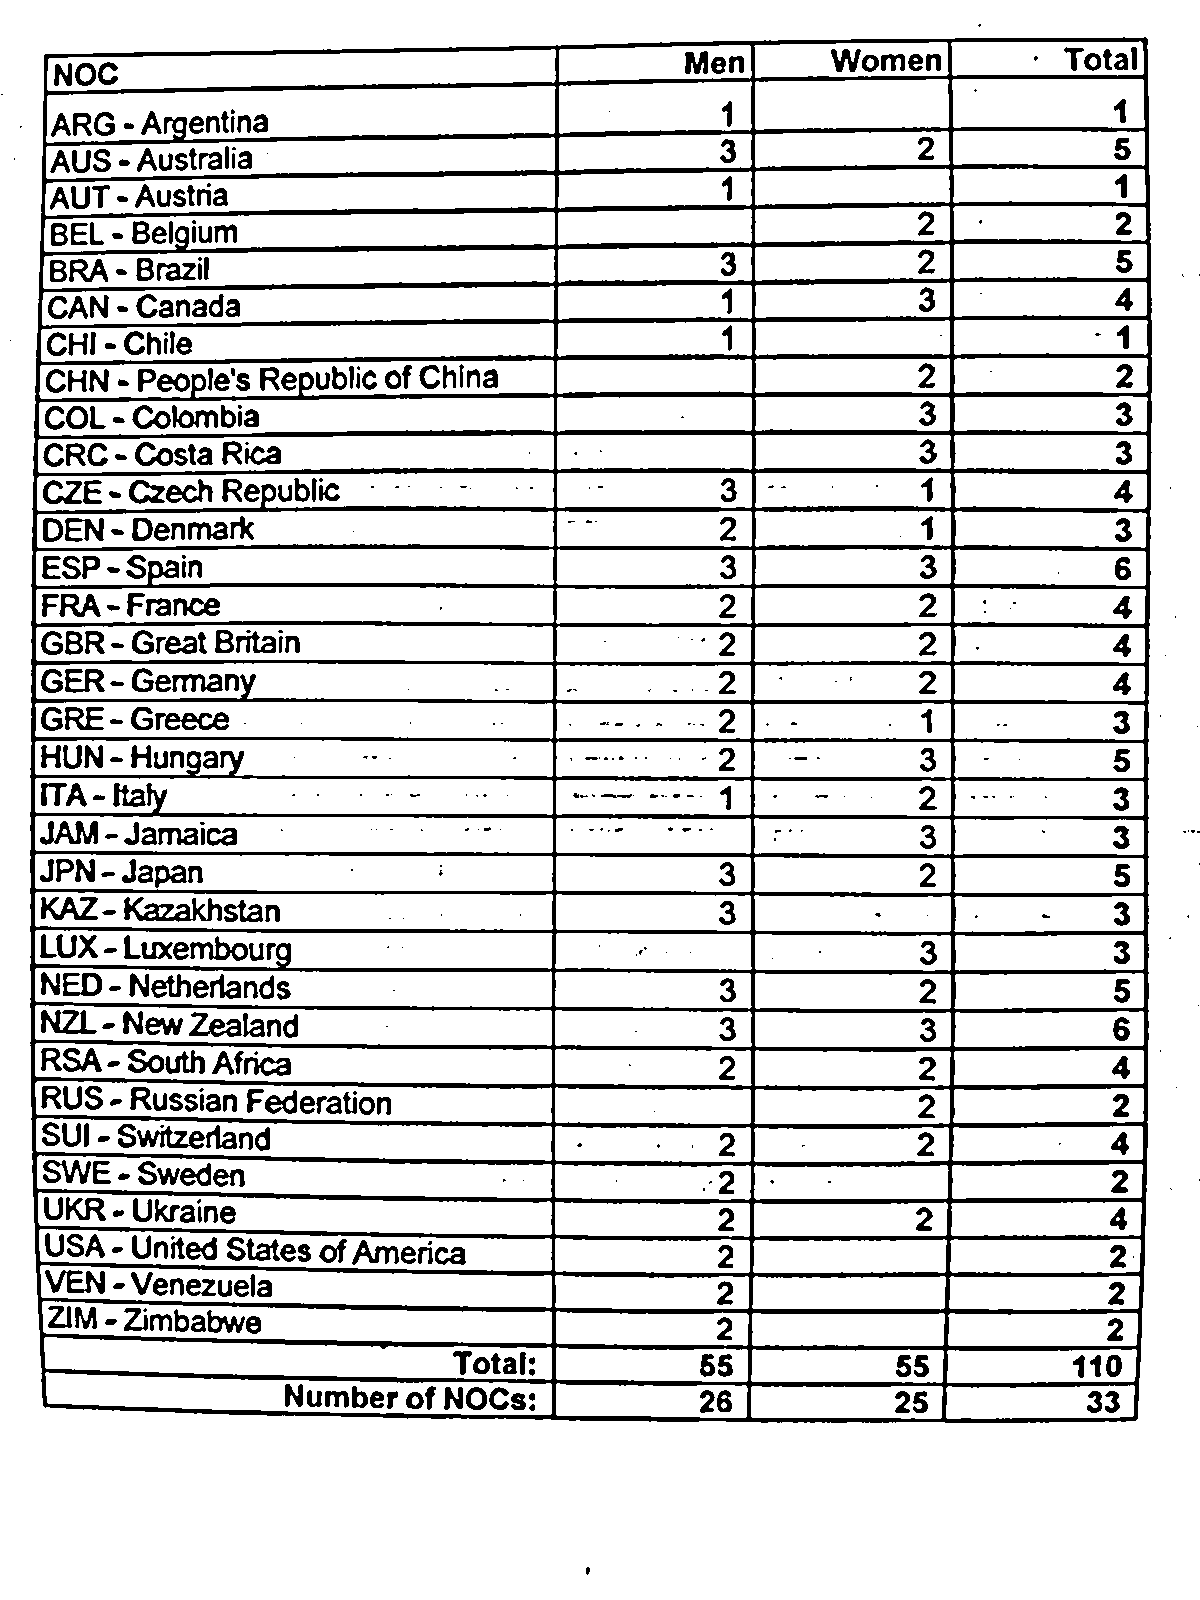 NOC Men Women Total
ARG - Argentina 1 1
AUS - Australia 3 2 5
AUT - Austria 1 1
BEL - Belgium 2 2
BRA - Brazil 3 2 5
CAN - Canada 1 3 4
CHI - Chile 1 1
CHN - People's Republic of China 2 2
COL - Colombia 3 3
CRC - Costa Rica 3 3
CZE - Czech Republic 3 1 4
DEN - Denmark 2 1 3
ESP - Spain 3 3 6
FRA - France 2 2 4
GBR - Great Britain 2 2 4
GER - Germany 2 2 4
GRE - Greece 2 1 3
HUN - Hungary 2 3 5
ITA - Italy 1 2 3
JAM - Jamaica 3 3
JPN - Japan 3 2 5
KAZ - Kazakhstan 3 3
LUX - Luxembourg 3 3
NED - Netherlands 3 2 5
NZL - New Zealand 3 3 6
RSA - South Africa 2 2 4
RUS - Russian Federation 2 2
SUI - Switzerland 2 2 4
SWE - Sweden 2 2
UKR - Ukraine 2 2 4
USA - United States of America 2 2
VEN - Venezuela 2 2
ZIM - Zimbabwe 2 2
Total: 55 55 110
Number of NOCs: 26 25 33